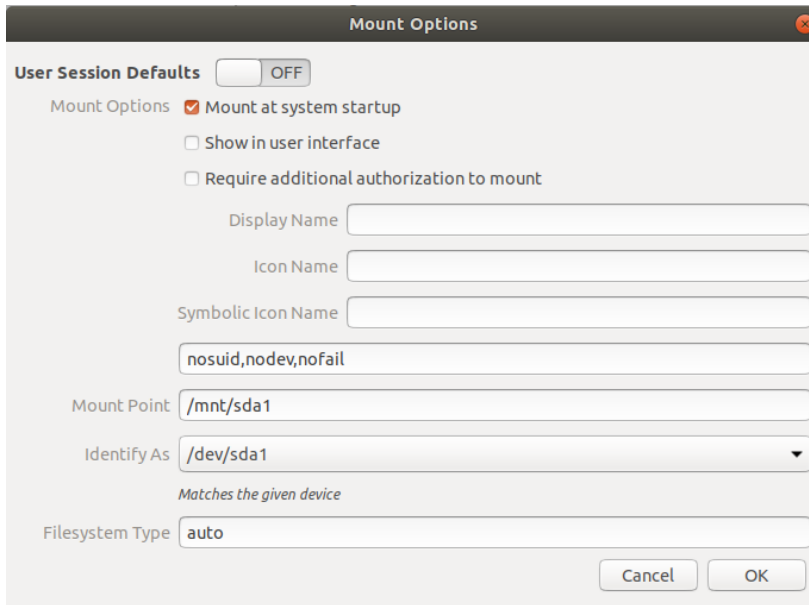 Mount Options
User Session Defaults OFF
Mount Options Mount at system startup
Show in user interface
Require additional authorization to mount
Display Name
Icon Name
Symbolic Icon Name
nosuid,nodev,nofail
Mount Point /mnt/sda1
Identify As /dev/sda1
Matches the given device
Filesystem Type auto
Cancel OK